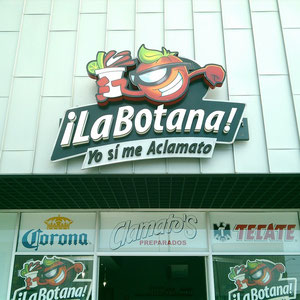 ¡LaBotana!
Yo sí me Aclamato
Corona
Clamato's
PREPARADOS
TECATE
¡LaBotana!
¡LaBotana!